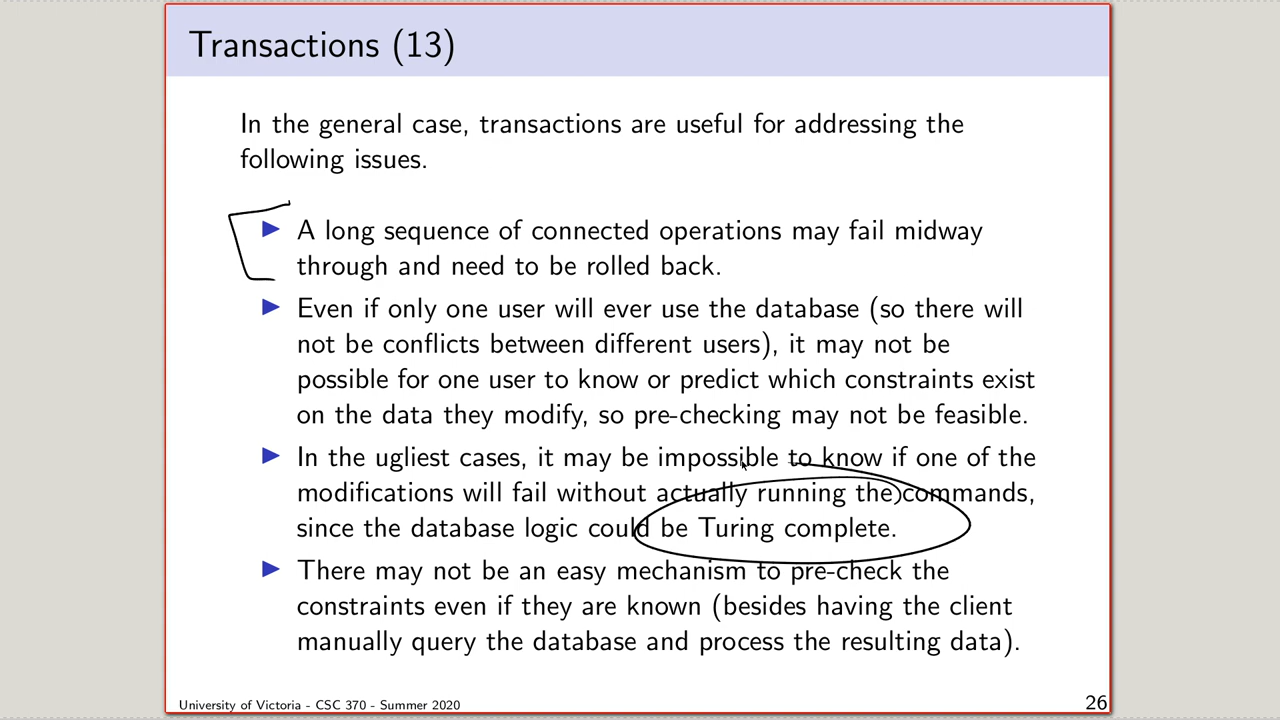 Transactions (13)
In the general case, transactions are useful for addressing the
following issues.
A long sequence of connected operations may fail midway
through and need to be rolled back.
Even if only one user will ever use the database (so there will
not be conflicts between different users), it may not be
possible for one user to know or predict which constraints exist
on the data they modify, so pre-checking may not be feasible.
In the ugliest cases, it may be impossible to know if one of the
modifications will fail without actually running the commands,
since the database logic could be Turing complete.
There may not be an easy mechanism to pre-check the
constraints even if they are known (besides having the client
manually query the database and process the resulting data).
University of Victoria - CSC 370 - Summer 2020
26